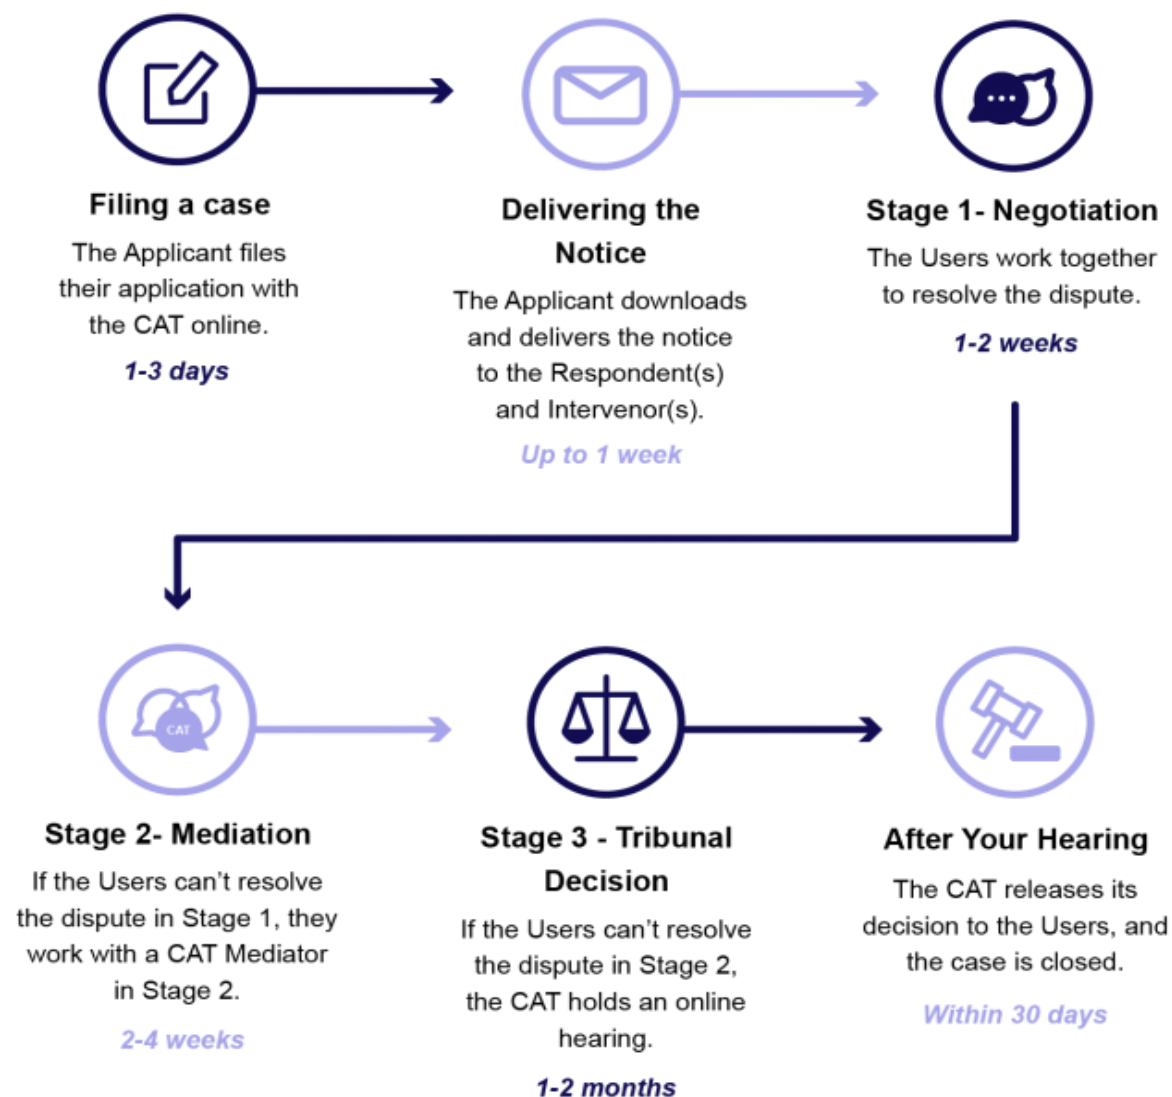 Filing a case
The Applicant files
their application with
the CAT online.
1-3 days
Delivering the
Notice
The Applicant downloads
and delivers the notice
to the Respondent(s)
and Intervenor(s).
Up to 1 week
Stage 1- Negotiation
The Users work together
to resolve the dispute.
1-2 weeks
CAT
Stage 2- Mediation
If the Users can’t resolve
the dispute in Stage 1, they
work with a CAT Mediator
in Stage 2.
2-4 weeks
Stage 3 - Tribunal
Decision
If the Users can’t resolve
the dispute in Stage 2,
the CAT holds an online
hearing.
1-2 months
After Your Hearing
The CAT releases its
decision to the Users, and
the case is closed.
Within 30 days